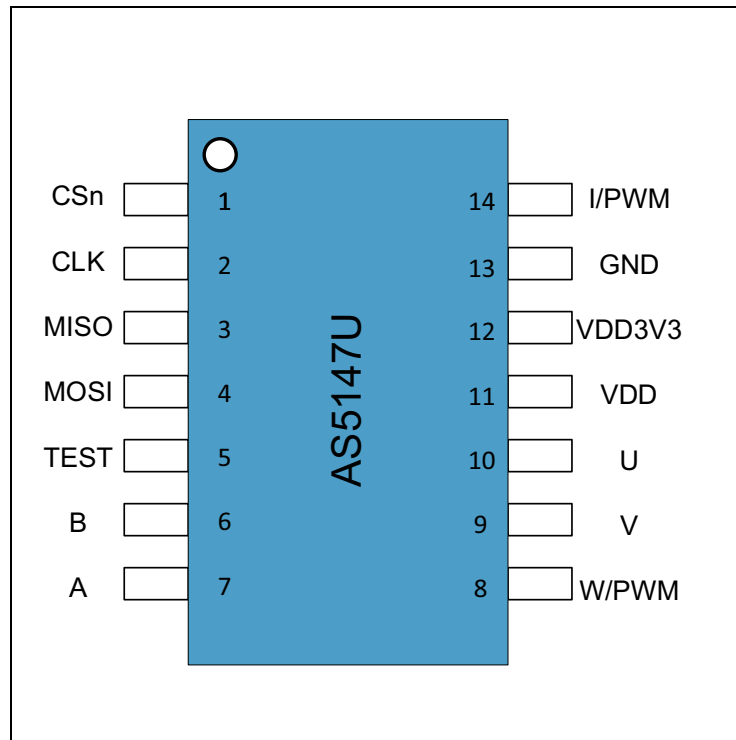 CSn 1 14 I/PWM
CLK 2 13 GND
MISO 3 12 VDD3V3
MOSI 4 11 VDD
TEST 5 10 U
B 6 9 V
A 7 8 W/PWM
AS5147U